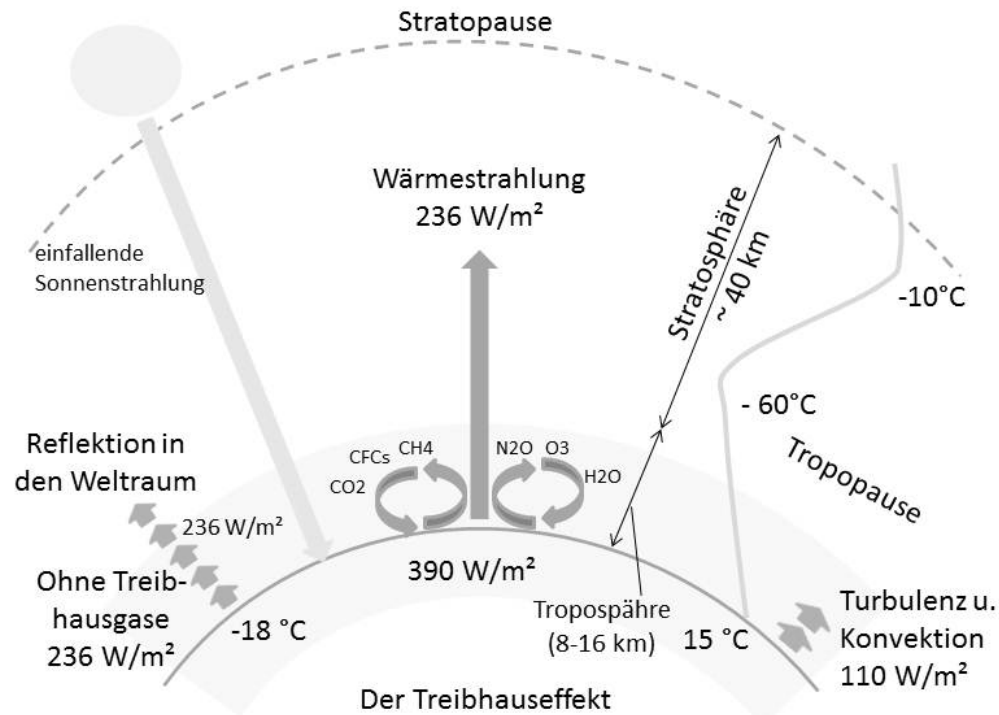 Stratopause
Wärmestrahlung
236 W/m²
einfallende
Sonnenstrahlung
Stratosphäre
~ 40 km
-10°C
- 60°C
Tropopause
Reflektion in
den Weltraum
236 W/m²
CFCs
CH4
CO2
N2O
O3
H2O
Ohne Treib-
hausgase
236 W/m²
-18 °C
390 W/m²
Tropospähre
(8-16 km)
15 °C
Turbulenz u.
Konvektion
110 W/m²
Der Treibhauseffekt